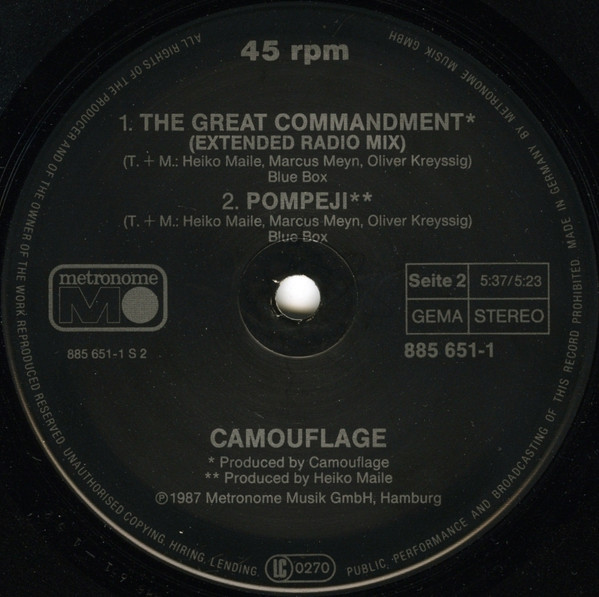 45 rpm
1. THE GREAT COMMANDMENT*
(EXTENDED RADIO MIX)
(T. + M.: Heiko Maile, Marcus Meyn, Oliver Kreyssig)
Blue Box
2. POMPEJI**
(T. + M.: Heiko Maile, Marcus Meyn, Oliver Kreyssig)
Blue Box
metronome
M
885 651-1 S 2
Seite 2 5:37/5:23
GEMA STEREO
885 651-1
CAMOUFLAGE
* Produced by Camouflage
** Produced by Heiko Maile
℗ 1987 Metronome Musik GmbH, Hamburg
ALL RIGHTS OF THE PRODUCER AND OF THE OWNER OF THE WORK REPRODUCED RESERVED. UNAUTHORISED COPYING, HIRING, LENDING, PUBLIC PERFORMANCE AND BROADCASTING OF THIS RECORD PROHIBITED. MADE IN GERMANY BY METRONOME MUSIK GMBH
LC 0270